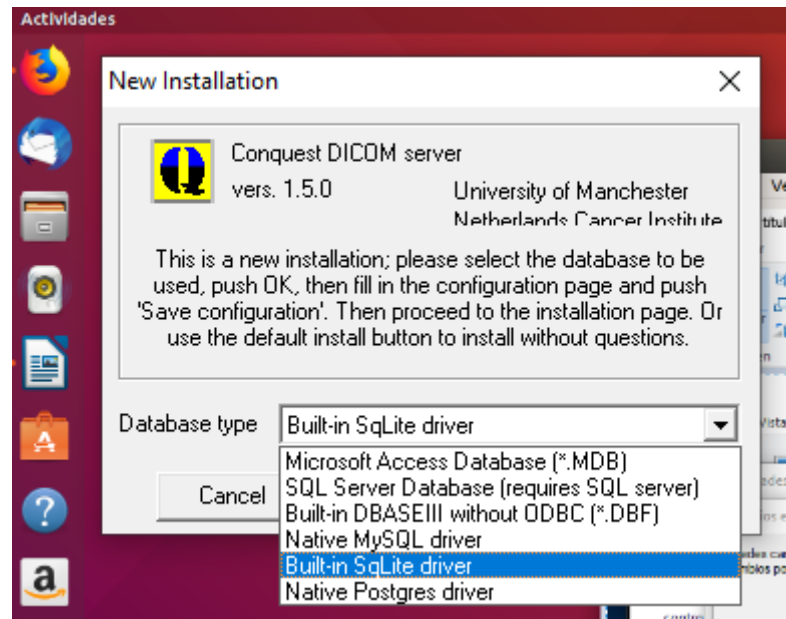 Actividades
New Installation
Conquest DICOM server
vers. 1.5.0
University of Manchester
Netherlands Cancer Institute
This is a new installation; please select the database to be
used, push OK, then fill in the configuration page and push
'Save configuration'. Then proceed to the installation page. Or
use the default install button to install without questions.
Database type
Built-in SqLite driver
Microsoft Access Database (*.MDB)
SQL Server Database (requires SQL server)
Built-in DBASEIII without ODBC (*.DBF)
Native MySQL driver
Built-in SqLite driver
Native Postgres driver
Cancel